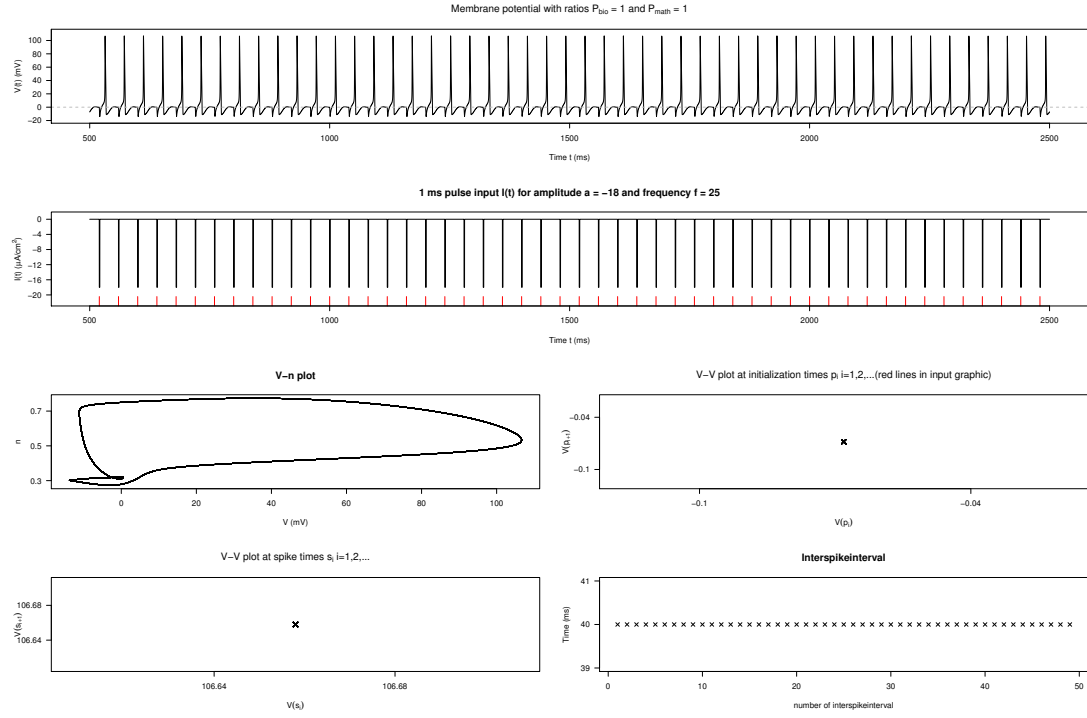 Membrane potential with ratios P_bio = 1 and P_math = 1
V(t) (mV)
100
80
60
40
20
0
−20
500
1000
1500
2000
2500
Time t (ms)
1 ms pulse input I(t) for amplitude a = −18 and frequency f = 25
I(t) (μA/cm²)
0
−4
−8
−12
−16
−20
500
1000
1500
2000
2500
Time t (ms)
V−n plot
n
0.7
0.5
0.3
0
20
40
60
80
100
V (mV)
V−V plot at initialization times p_i i=1,2,...(red lines in input graphic)
V(p_i+1)
−0.04
−0.1
−0.1
−0.04
V(p_i)
V−V plot at spike times s_i i=1,2,...
V(s_i+1)
106.68
106.64
106.64
106.68
V(s_i)
Interspikeinterval
Time (ms)
41
40
39
0
10
20
30
40
50
number of interspikeinterval